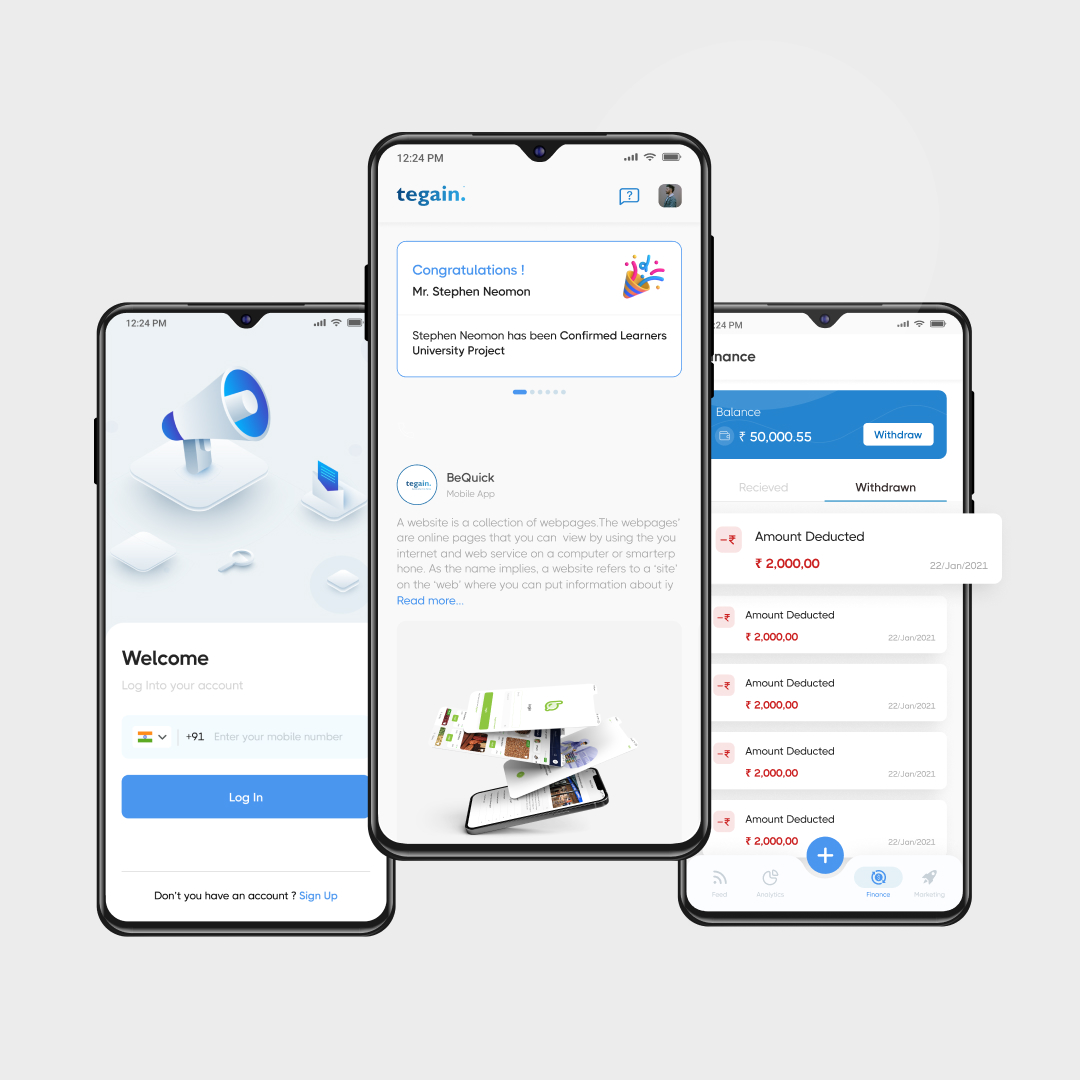 12:24 PM
Welcome
Log Into your account
+91 Enter your mobile number
Log In
Don't you have an account ? Sign Up
12:24 PM
tegain.
?
Congratulations !
Mr. Stephen Neomon
Stephen Neomon has been Confirmed Learners
University Project
tegain.
BeQuick
Mobile App
A website is a collection of webpages.The webpages'
are online pages that you can view by using the you
internet and web service on a computer or smarterp
hone. As the name implies, a website refers to a 'site'
on the 'web' where you can put information about iy
Read more...
:24 PM
nance
Balance
₹ 50,000.55
Withdraw
Recieved
Withdrawn
-₹
Amount Deducted
₹ 2,000,00
22/Jan/2021
-₹
Amount Deducted
₹ 2,000,00
22/Jan/2021
-₹
Amount Deducted
₹ 2,000,00
22/Jan/2021
-₹
Amount Deducted
₹ 2,000,00
22/Jan/2021
-₹
Amount Deducted
₹ 2,000,00
22/Jan/2021
+
Feed
Analytics
Finance
Marketing